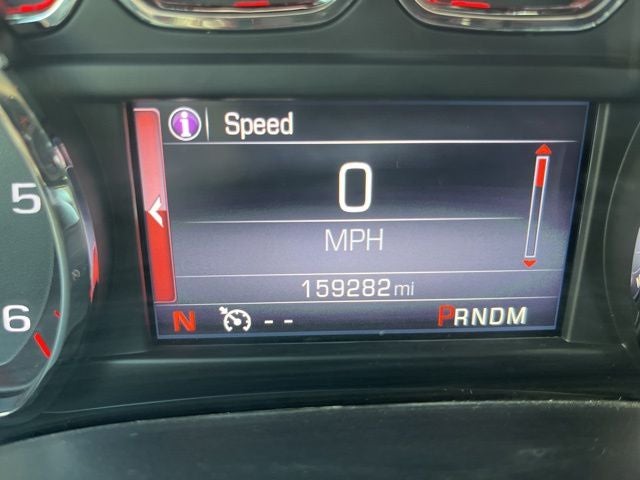 Speed
0
MPH
159282 mi
N -- PRNDM
5
6